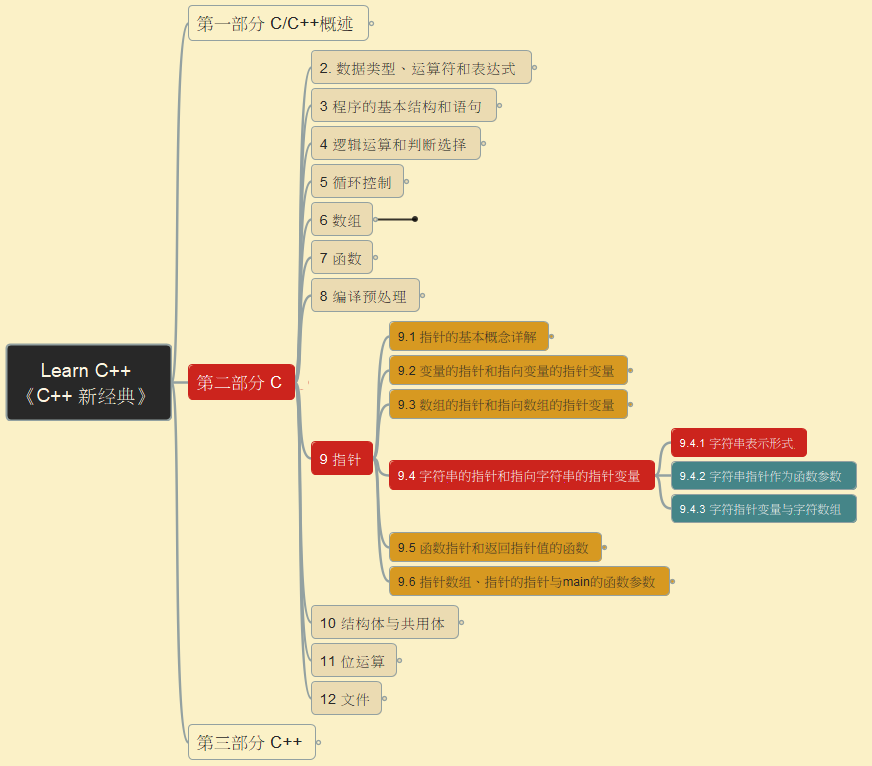 第一部分 C/C++概述
2. 数据类型、运算符和表达式
3 程序的基本结构和语句
4 逻辑运算和判断选择
5 循环控制
6 数组
7 函数
8 编译预处理
9.1 指针的基本概念详解
9.2 变量的指针和指向变量的指针变量
9.3 数组的指针和指向数组的指针变量
Learn C++
《C++ 新经典》
第二部分 C
9 指针
9.4 字符串的指针和指向字符串的指针变量
9.4.1 字符串表示形式
9.4.2 字符串指针作为函数参数
9.4.3 字符指针变量与字符数组
9.5 函数指针和返回指针值的函数
9.6 指针数组、指针的指针与main的函数参数
10 结构体与共用体
11 位运算
12 文件
第三部分 C++